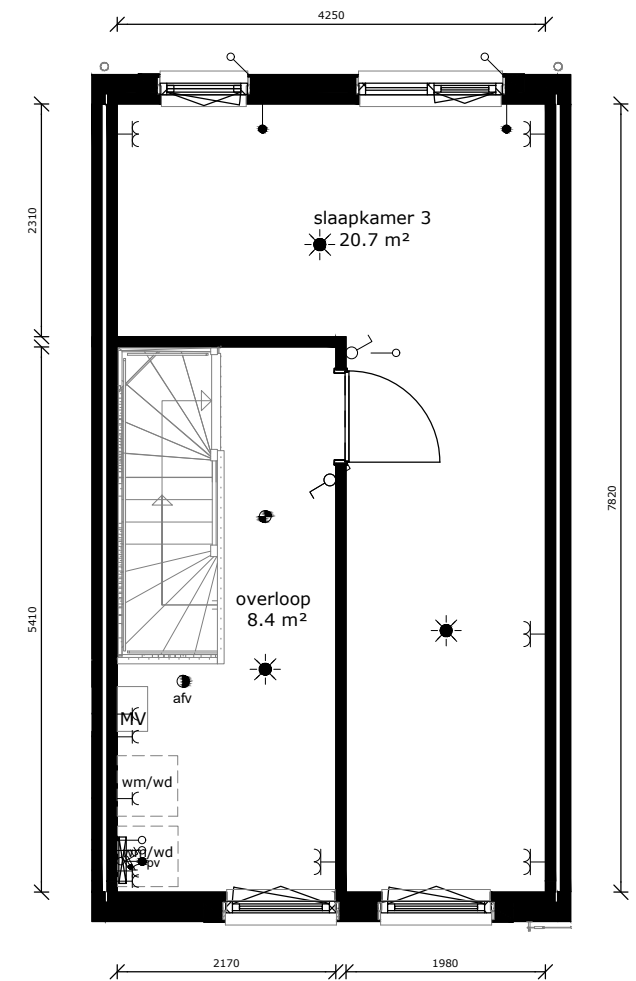 4250
2310
slaapkamer 3
20.7 m²
7820
5410
overloop
8.4 m²
afv
MV
wm/wd
wm/wd
pv
2170
1980